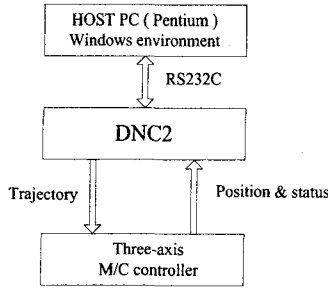 HOST PC ( Pentium )
Windows environment
RS232C
DNC2
Trajectory
Position & status
Three-axis
M/C controller